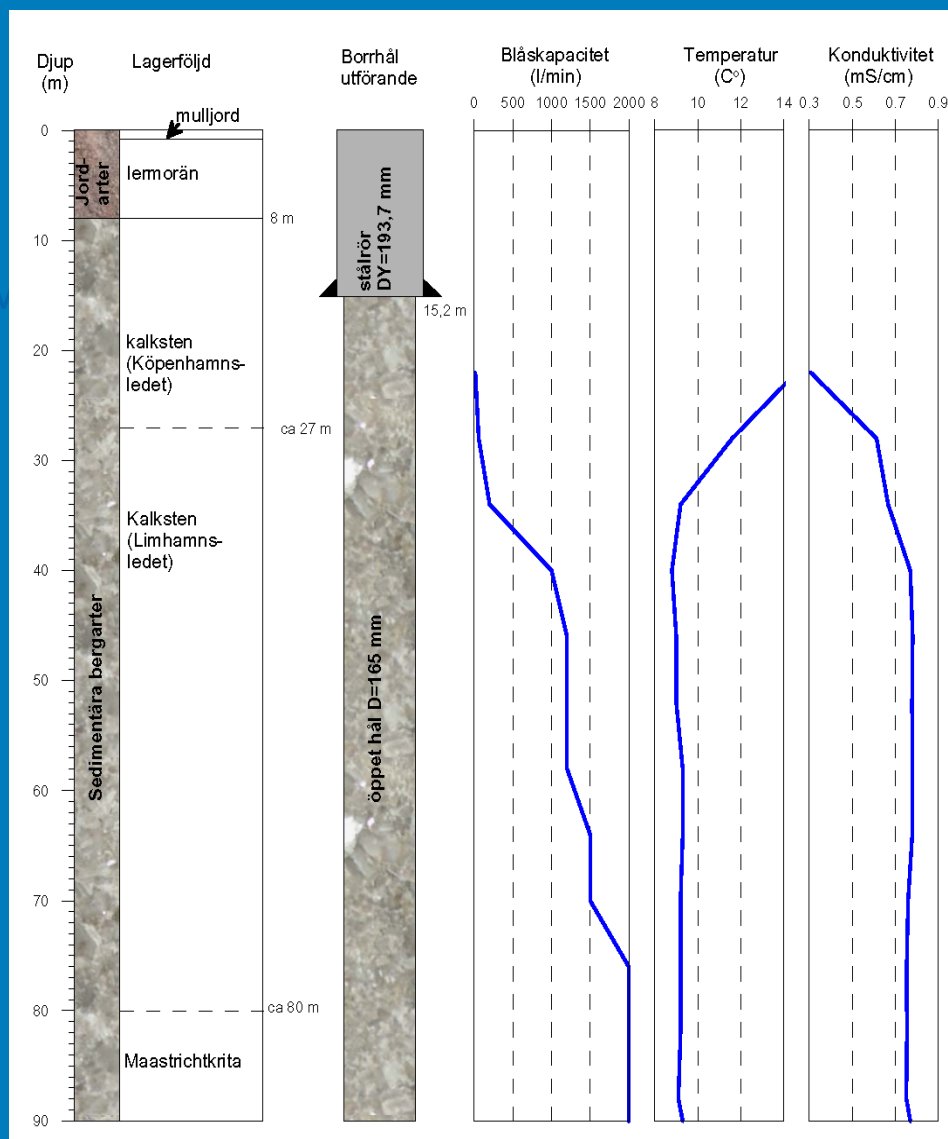 Djup
(m)
Lagerföljd
Borrhål
utförande
Blåskapacitet
(l/min)
Temperatur
(C°)
Konduktivitet
(mS/cm)
0 500 1000 1500 2000
8 10 12 14
0.3 0.5 0.7 0.9
0
10
20
30
40
50
60
70
80
90
Jord-
arter
Sedimentära bergarter
mulljord
lermorän
8 m
kalksten
(Köpenhamns-
ledet)
ca 27 m
Kalksten
(Limhamns-
ledet)
ca 80 m
Maastrichtkrita
stålrör
DY=193,7 mm
15,2 m
öppet hål D=165 mm